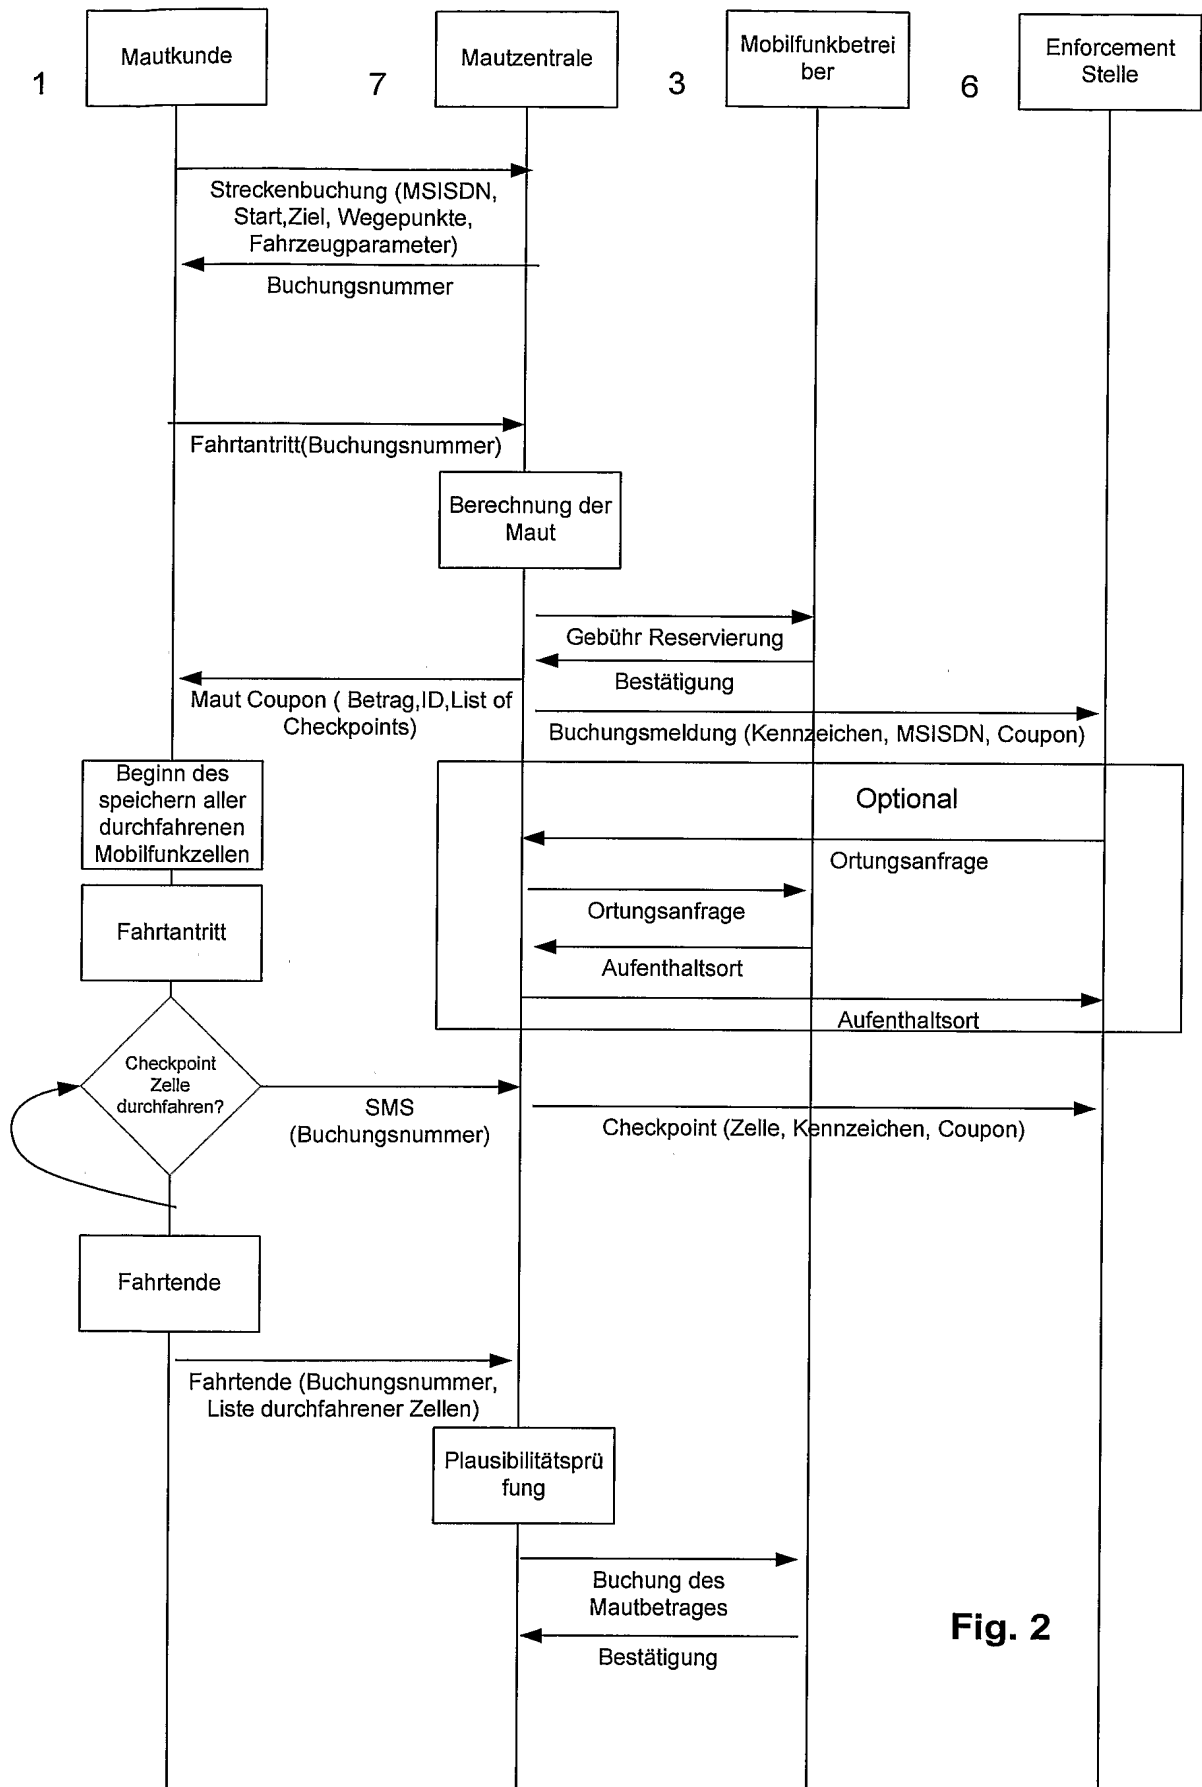 1
Mautkunde
7
Mautzentrale
3
Mobilfunkbetrei
ber
6
Enforcement
Stelle
Streckenbuchung (MSISDN,
Start,Ziel, Wegepunkte,
Fahrzeugparameter)
Buchungsnummer
Fahrtantritt(Buchungsnummer)
Berechnung der
Maut
Gebühr Reservierung
Bestätigung
Maut Coupon ( Betrag,ID,List of
Checkpoints)
Buchungsmeldung (Kennzeichen, MSISDN, Coupon)
Beginn des
speichern aller
durchfahrenen
Mobilfunkzellen
Optional
Ortungsanfrage
Ortungsanfrage
Fahrtantritt
Aufenthaltsort
Aufenthaltsort
Checkpoint
Zelle
durchfahren?
SMS
(Buchungsnummer)
Checkpoint (Zelle, Kennzeichen, Coupon)
Fahrtende
Fahrtende (Buchungsnummer,
Liste durchfahrener Zellen)
Plausibilitätsprü
fung
Buchung des
Mautbetrages
Bestätigung
Fig. 2